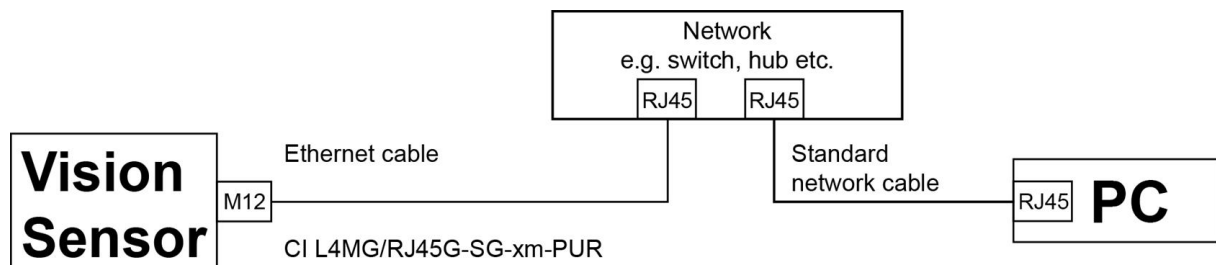 Network
e.g. switch, hub etc.
RJ45
RJ45
Vision
Sensor
M12
Ethernet cable
CI L4MG/RJ45G-SG-xm-PUR
Standard
network cable
RJ45
PC